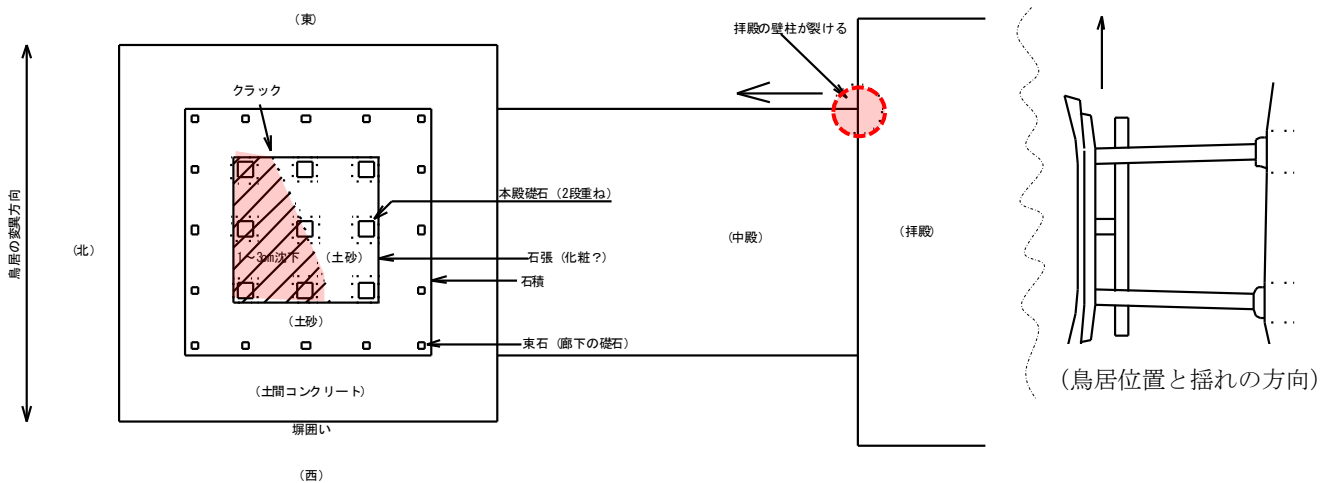 (東)
拝殿の壁柱が裂ける
クラック
鳥居の変異方向
(北)
本殿礎石(2段重ね)
1~3cm沈下
(土砂)
石張(化粧?)
(中殿)
(拝殿)
石積
(土砂)
束石(廊下の礎石)
(鳥居位置と揺れの方向)
(土間コンクリート)
塀囲い
(西)